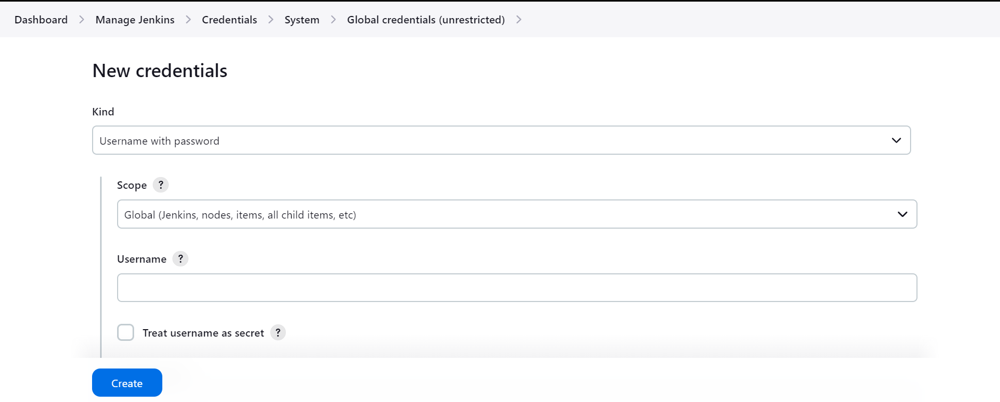 Dashboard > Manage Jenkins > Credentials > System > Global credentials (unrestricted) >
New credentials
Kind
Username with password
Scope ?
Global (Jenkins, nodes, items, all child items, etc)
Username ?
Treat username as secret ?
Create